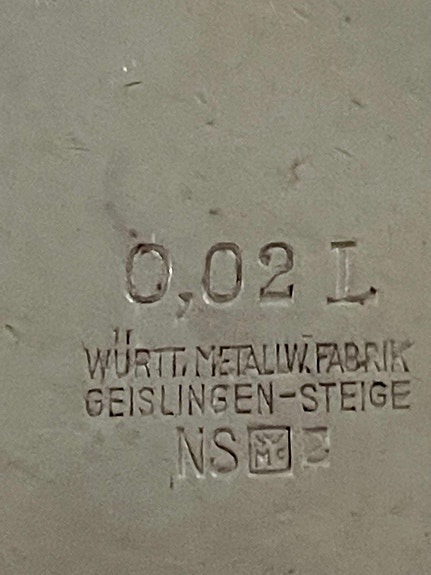 0,02 L
WÜRTT. METALLW. FABRIK
GEISLINGEN-STEIGE
NS